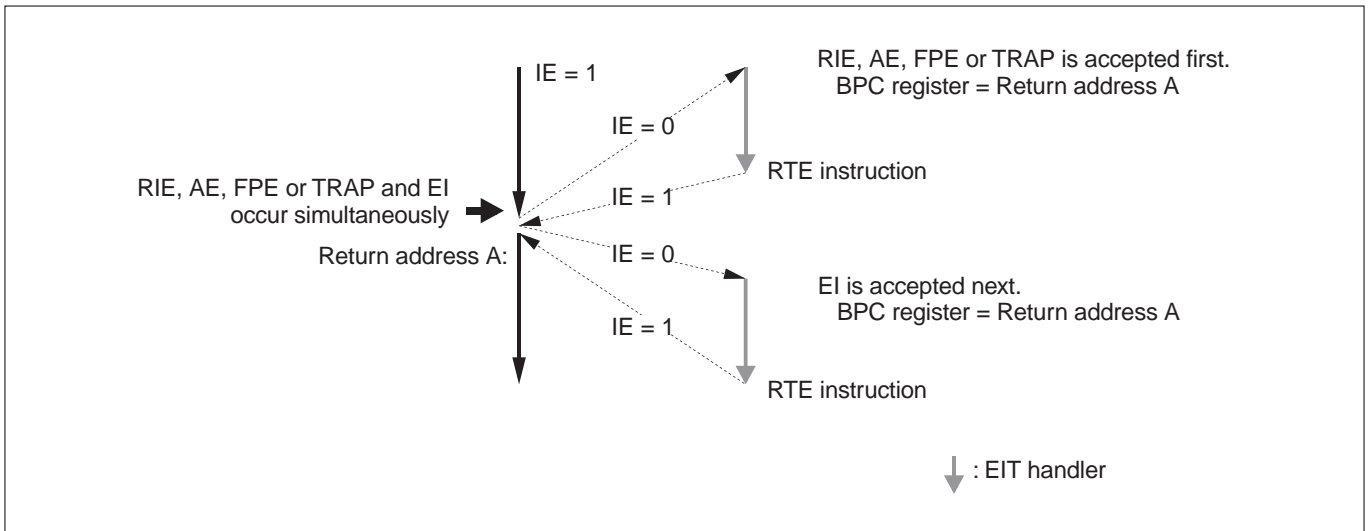 IE = 1
RIE, AE, FPE or TRAP is accepted first.
BPC register = Return address A
IE = 0
RTE instruction
RIE, AE, FPE or TRAP and EI
occur simultaneously
IE = 1
Return address A:
IE = 0
EI is accepted next.
BPC register = Return address A
IE = 1
RTE instruction
: EIT handler